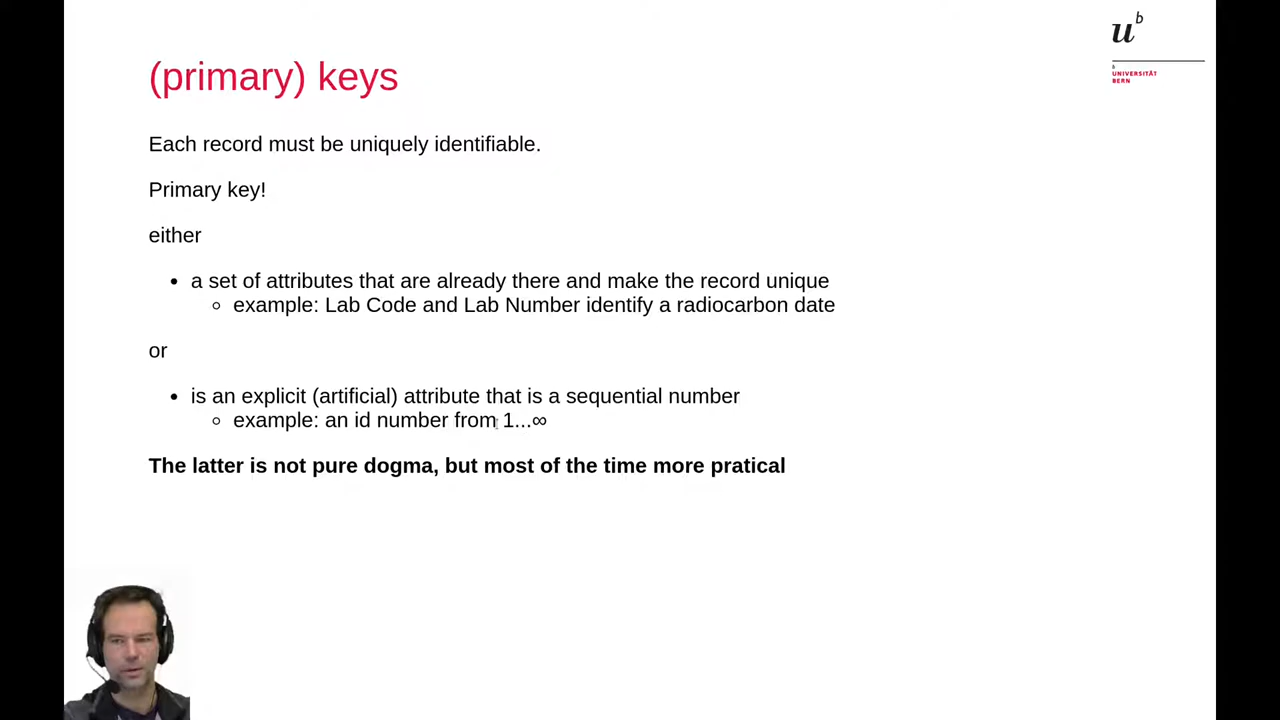 u b
(primary) keys
b
UNIVERSITÄT
BERN
Each record must be uniquely identifiable.
Primary key!
either
• a set of attributes that are already there and make the record unique
○ example: Lab Code and Lab Number identify a radiocarbon date
or
• is an explicit (artificial) attribute that is a sequential number
○ example: an id number from 1...∞
The latter is not pure dogma, but most of the time more pratical